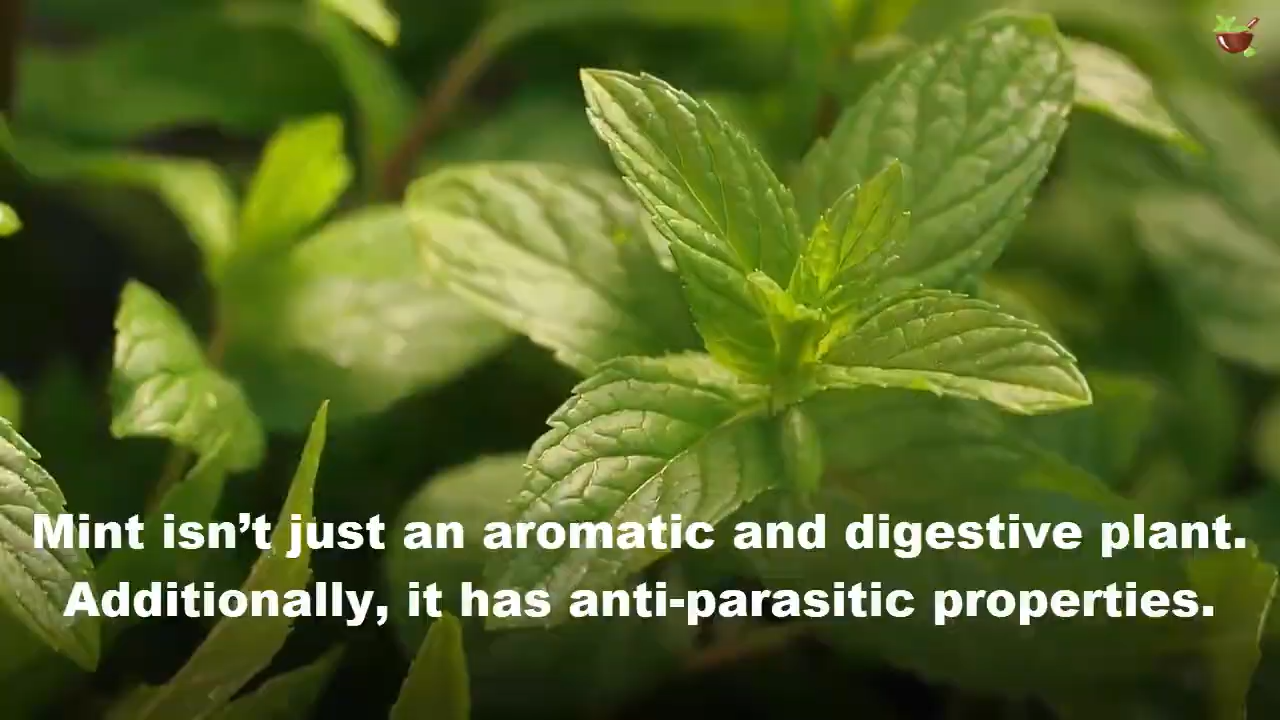 Mint isn’t just an aromatic and digestive plant.
Additionally, it has anti-parasitic properties.